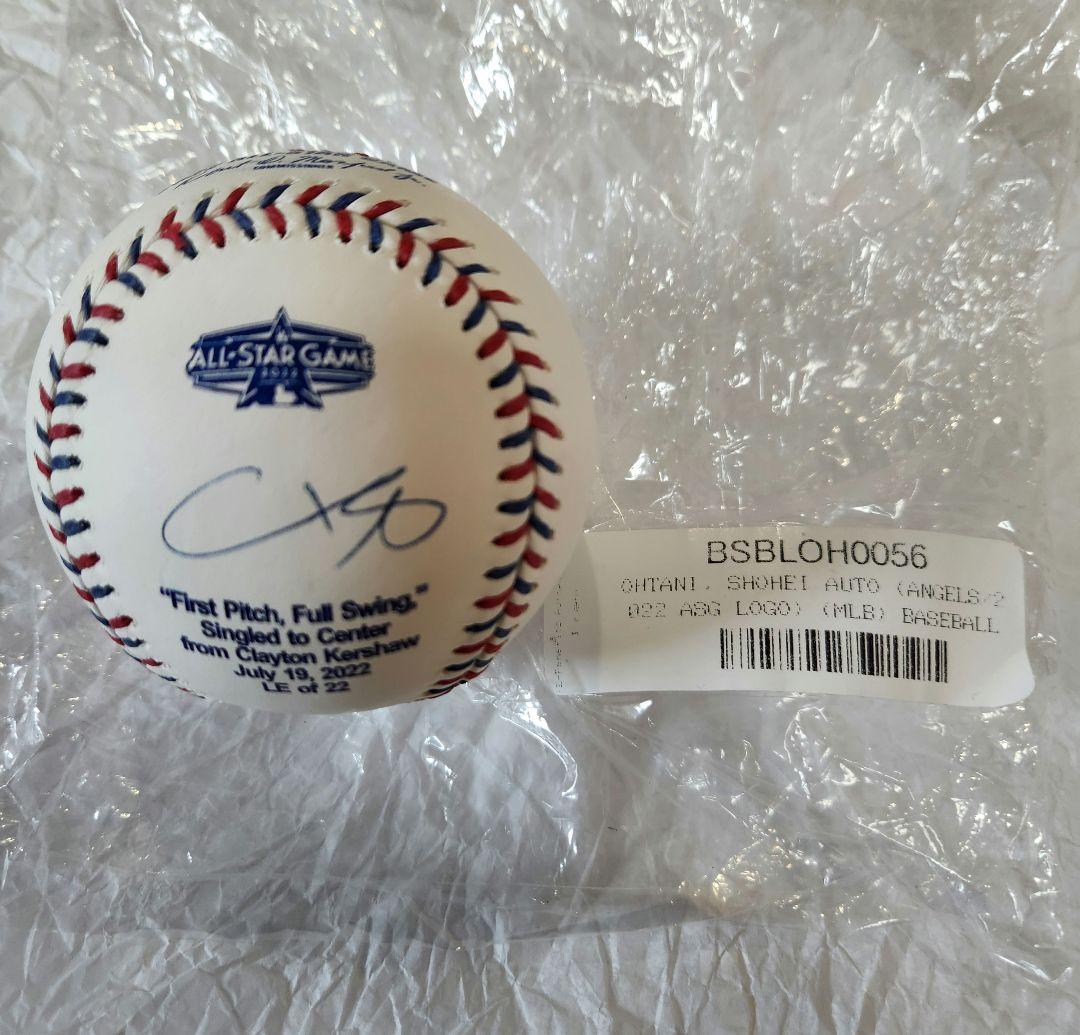 COMMISSIONER
ALL★STAR GAME
2022
"First Pitch, Full Swing,"
Singled to Center
from Clayton Kershaw
July 19, 2022
LE of 22
BSBLOH0056
OHTANI, SHOHEI AUTO (ANGELS/2
022 ASG LOGO) (MLB) BASEBALL